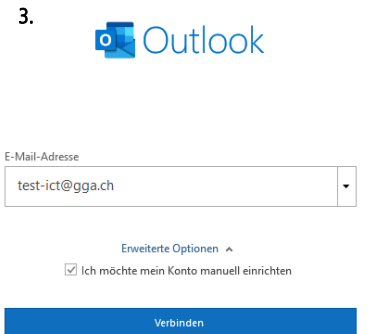 3.
Outlook
E-Mail-Adresse
test-ict@gga.ch
Erweiterte Optionen
Ich möchte mein Konto manuell einrichten
Verbinden